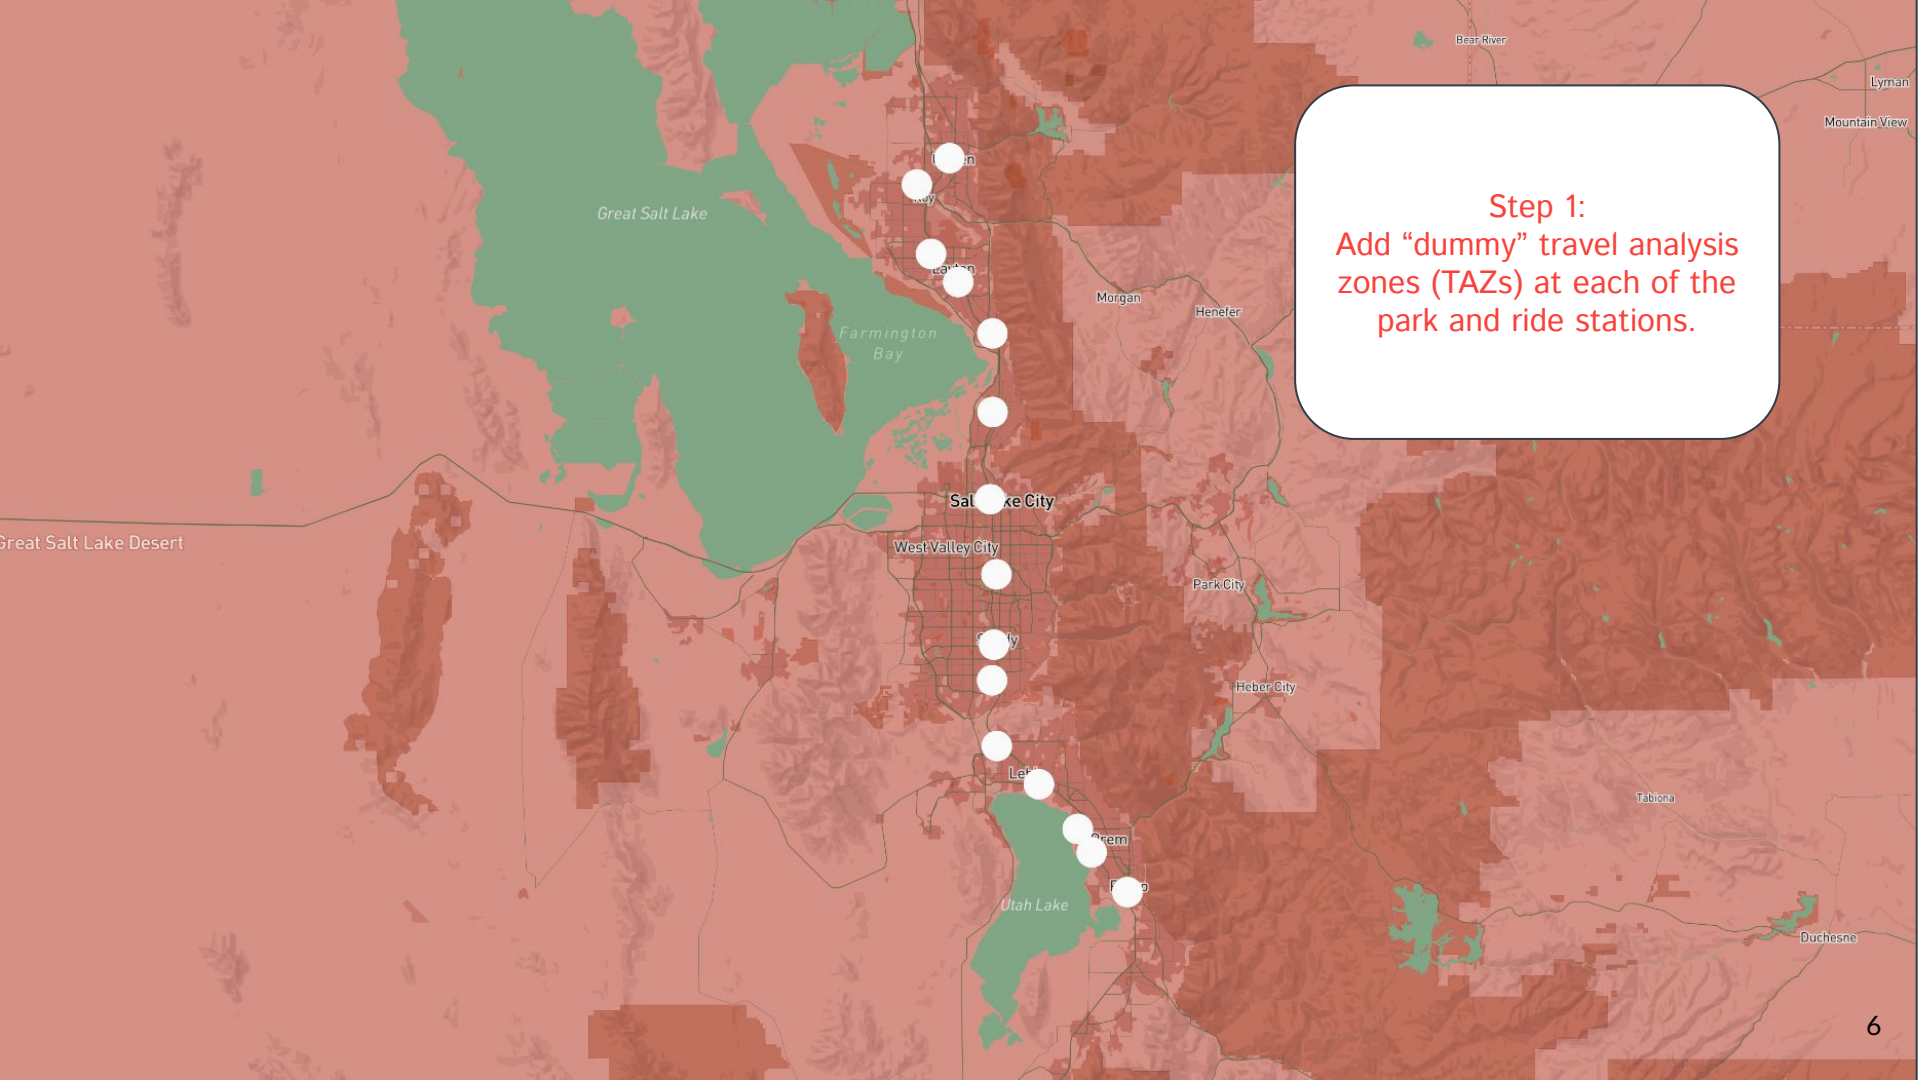 Bear River
Lyman
Mountain View
Step 1:
Add “dummy” travel analysis
zones (TAZs) at each of the
park and ride stations.
Great Salt Lake
Morgan
Henefer
Farmington
Bay
West Valley City
Great Salt Lake Desert
Park City
Heber City
Tabiona
Utah Lake
Duchesne
6